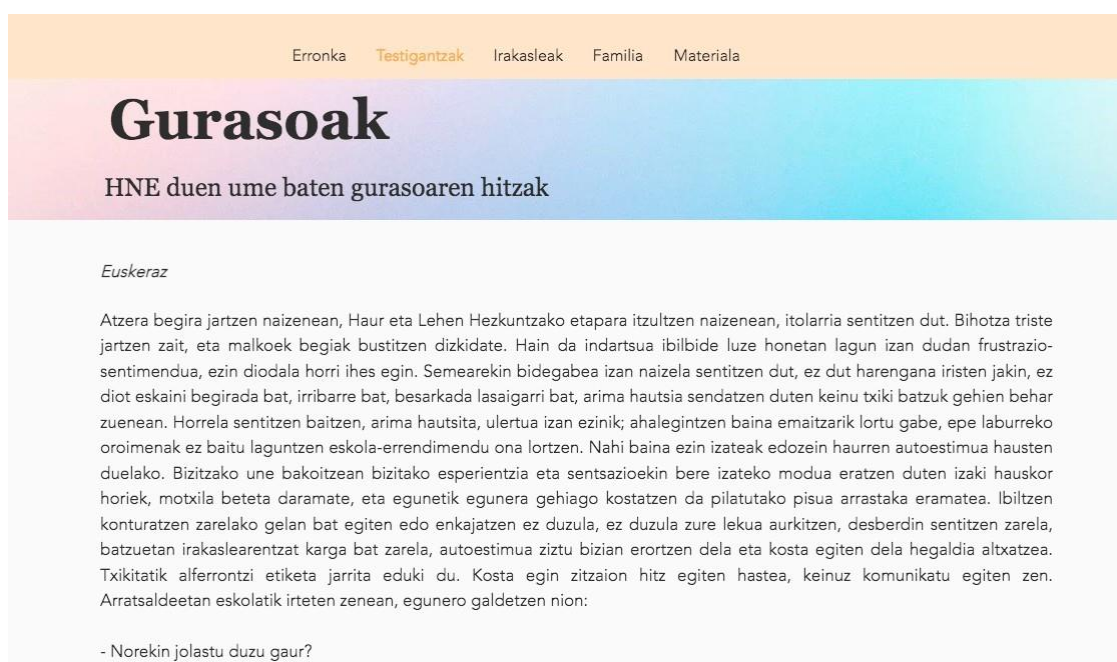 Erronka Testigantzak Irakasleak Familia Materiala
Gurasoak
HNE duen ume baten gurasoaren hitzak
Euskeraz
Atzera begira jartzen naizenean, Haur eta Lehen Hezkuntzako etapara itzultzen naizenean, itolarria sentitzen dut. Bihotza triste
jartzen zait, eta malkoek begiak bustitzen dizkidate. Hain da indartsua ibilbide luze honetan lagun izan dudan frustrazio-
sentimendua, ezin diodala horri ihes egin. Semearekin bidegabea izan naizela sentitzen dut, ez dut harengana iristen jakin, ez
diot eskaini begirada bat, irribarre bat, besarkada lasaigarri bat, arima hautsia sendatzen duten keinu txiki batzuk gehien behar
zuenean. Horrela sentitzen baitzen, arima hautsita, ulertua izan ezinik; ahalegintzen baina emaitzarik lortu gabe, epe laburreko
oroimenak ez baitu laguntzen eskola-errendimendu ona lortzen. Nahi baina ezin izateak edozein haurren autoestimua hausten
duelako. Bizitzako une bakoitzean bizitako esperientzia eta sentsazioekin bere izateko modua eratzen duten izaki hauskor
horiek, motxila beteta daramate, eta egunetik egunera gehiago kostatzen da pilatutako pisua arrastaka eramatea. Ibiltzen
konturatzen zarelako gelan bat egiten edo enkajatzen ez duzula, ez duzula zure lekua aurkitzen, desberdin sentitzen zarela,
batzuetan irakaslearentzat karga bat zarela, autoestimua ziztu bizian erortzen dela eta kosta egiten dela hegaldia altxatzea.
Txikitatik alferrontzi etiketa jarrita eduki du. Kosta egin zitzaion hitz egiten hastea, keinuz komunikatu egiten zen.
Arratsaldeetan eskolatik irteten zenean, egunero galdetzen nion:
- Norekin jolastu duzu gaur?